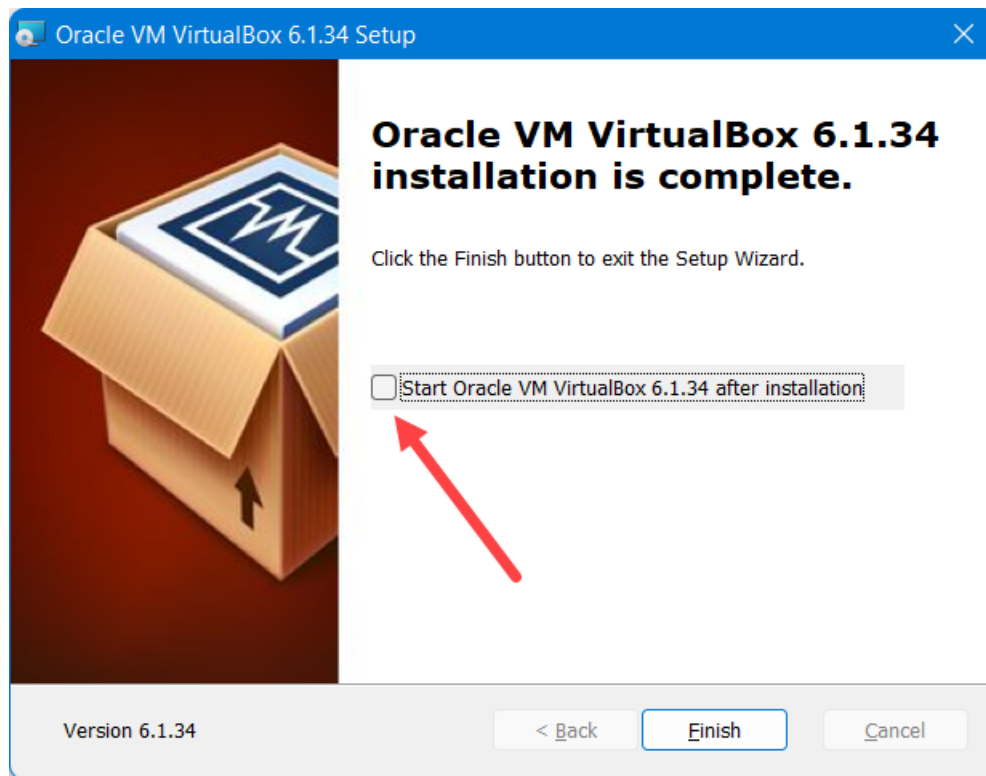 Oracle VM VirtualBox 6.1.34 Setup
Oracle VM VirtualBox 6.1.34
installation is complete.
Click the Finish button to exit the Setup Wizard.
Start Oracle VM VirtualBox 6.1.34 after installation
Version 6.1.34
< Back
Finish
Cancel